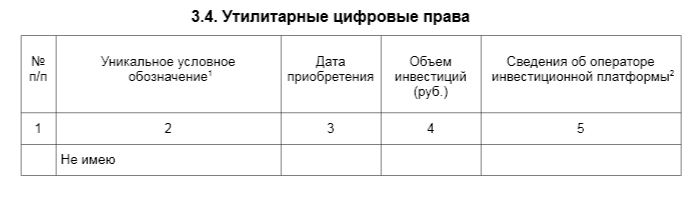 3.4. Утилитарные цифровые права
№ п/п
Уникальное условное
обозначение¹
Дата
приобретения
Объем
инвестиций
(руб.)
Сведения об операторе
инвестиционной платформы²
1
2
3
4
5
Не имею